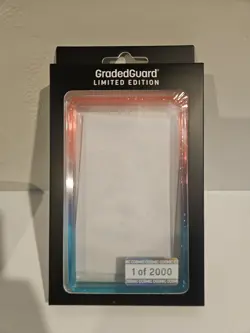 GradedGuard®
LIMITED EDITION
1 of 2000